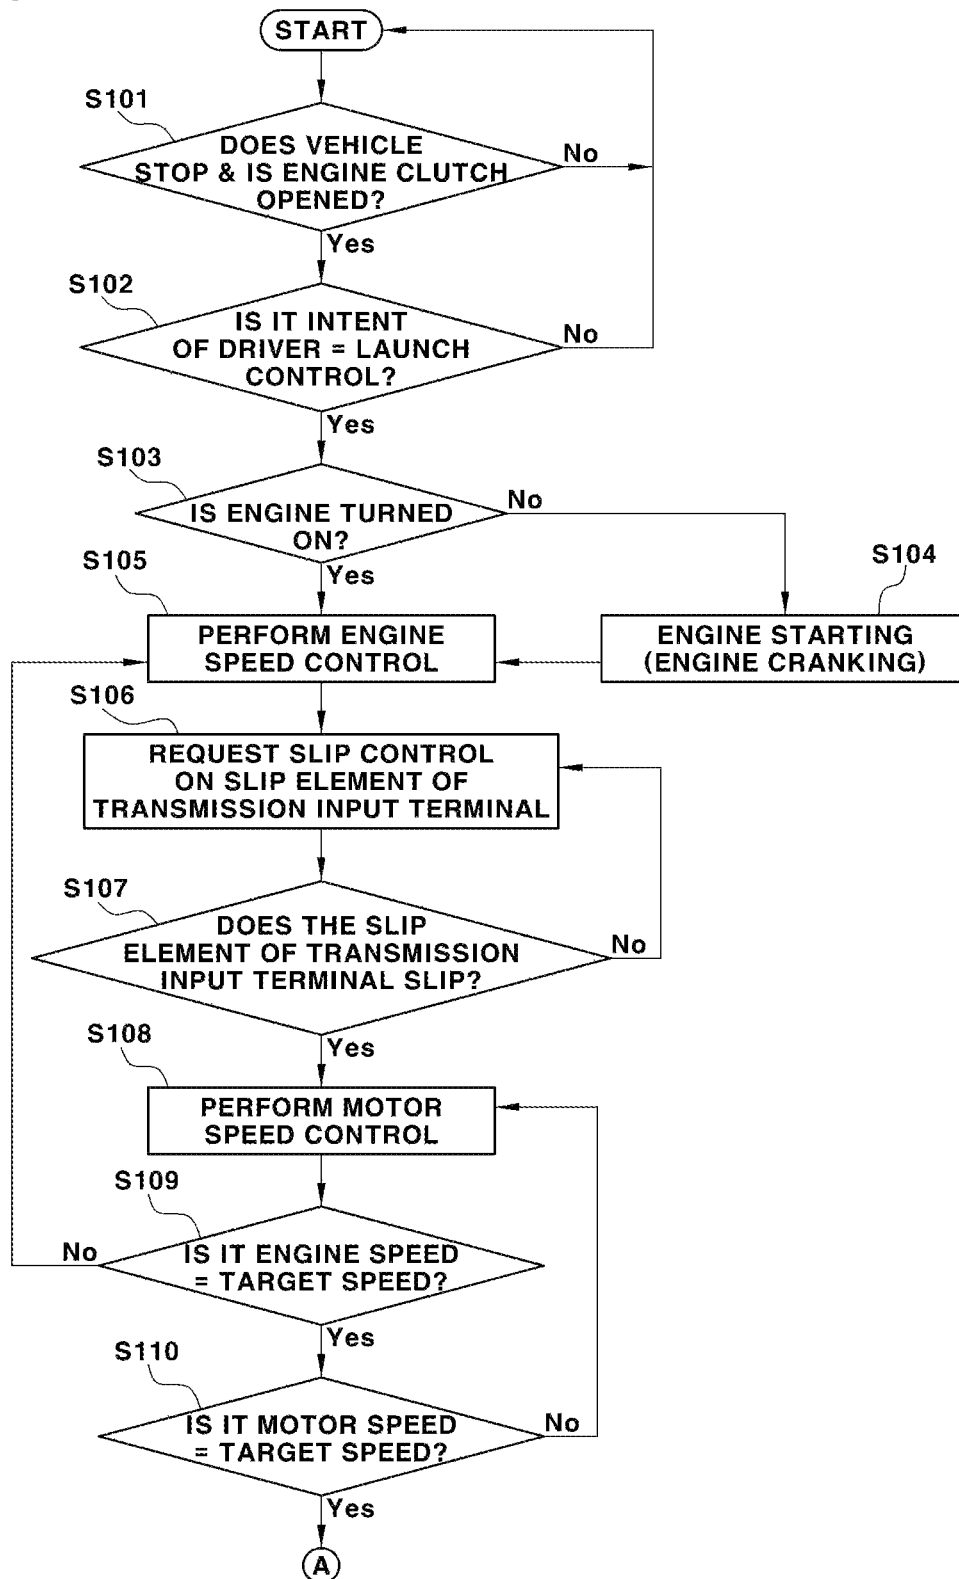 START
S101
DOES VEHICLE
STOP & IS ENGINE CLUTCH
OPENED?
No
Yes
S102
IS IT INTENT
OF DRIVER = LAUNCH
CONTROL?
No
Yes
S103
IS ENGINE TURNED
ON?
No
Yes
S104
ENGINE STARTING
(ENGINE CRANKING)
S105
PERFORM ENGINE
SPEED CONTROL
S106
REQUEST SLIP CONTROL
ON SLIP ELEMENT OF
TRANSMISSION INPUT TERMINAL
S107
DOES THE SLIP
ELEMENT OF TRANSMISSION
INPUT TERMINAL SLIP?
No
Yes
S108
PERFORM MOTOR
SPEED CONTROL
S109
IS IT ENGINE SPEED
= TARGET SPEED?
No
Yes
S110
IS IT MOTOR SPEED
= TARGET SPEED?
No
Yes
A